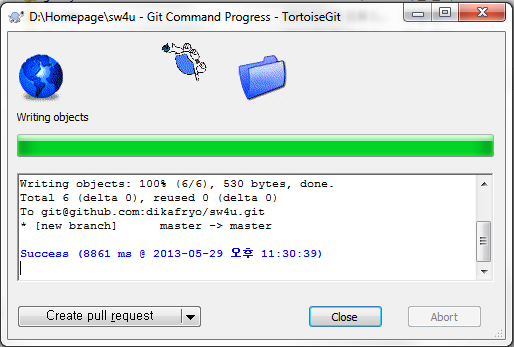 D:\Homepage\sw4u - Git Command Progress - TortoiseGit
Writing objects
Writing objects: 100% (6/6), 530 bytes, done.
Total 6 (delta 0), reused 0 (delta 0)
To git@github.com:dikafryo/sw4u.git
* [new branch]      master -> master
Success (8861 ms @ 2013-05-29 오후 11:30:39)
Create pull request
Close
Abort